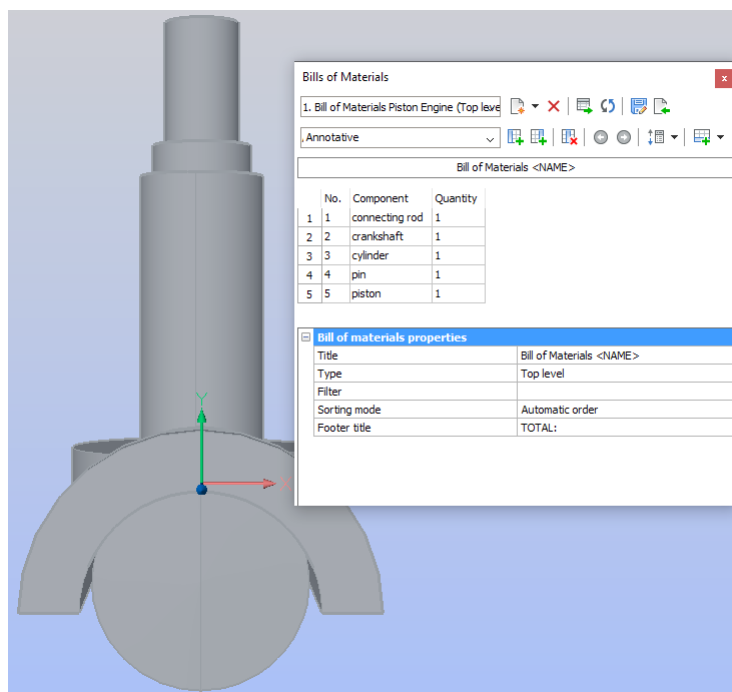 Bills of Materials
x
1. Bill of Materials Piston Engine (Top leve
Annotative
Bill of Materials <NAME>
No. Component Quantity
1 1 connecting rod 1
2 2 crankshaft 1
3 3 cylinder 1
4 4 pin 1
5 5 piston 1
Bill of materials properties
Title Bill of Materials <NAME>
Type Top level
Filter
Sorting mode Automatic order
Footer title TOTAL:
Y